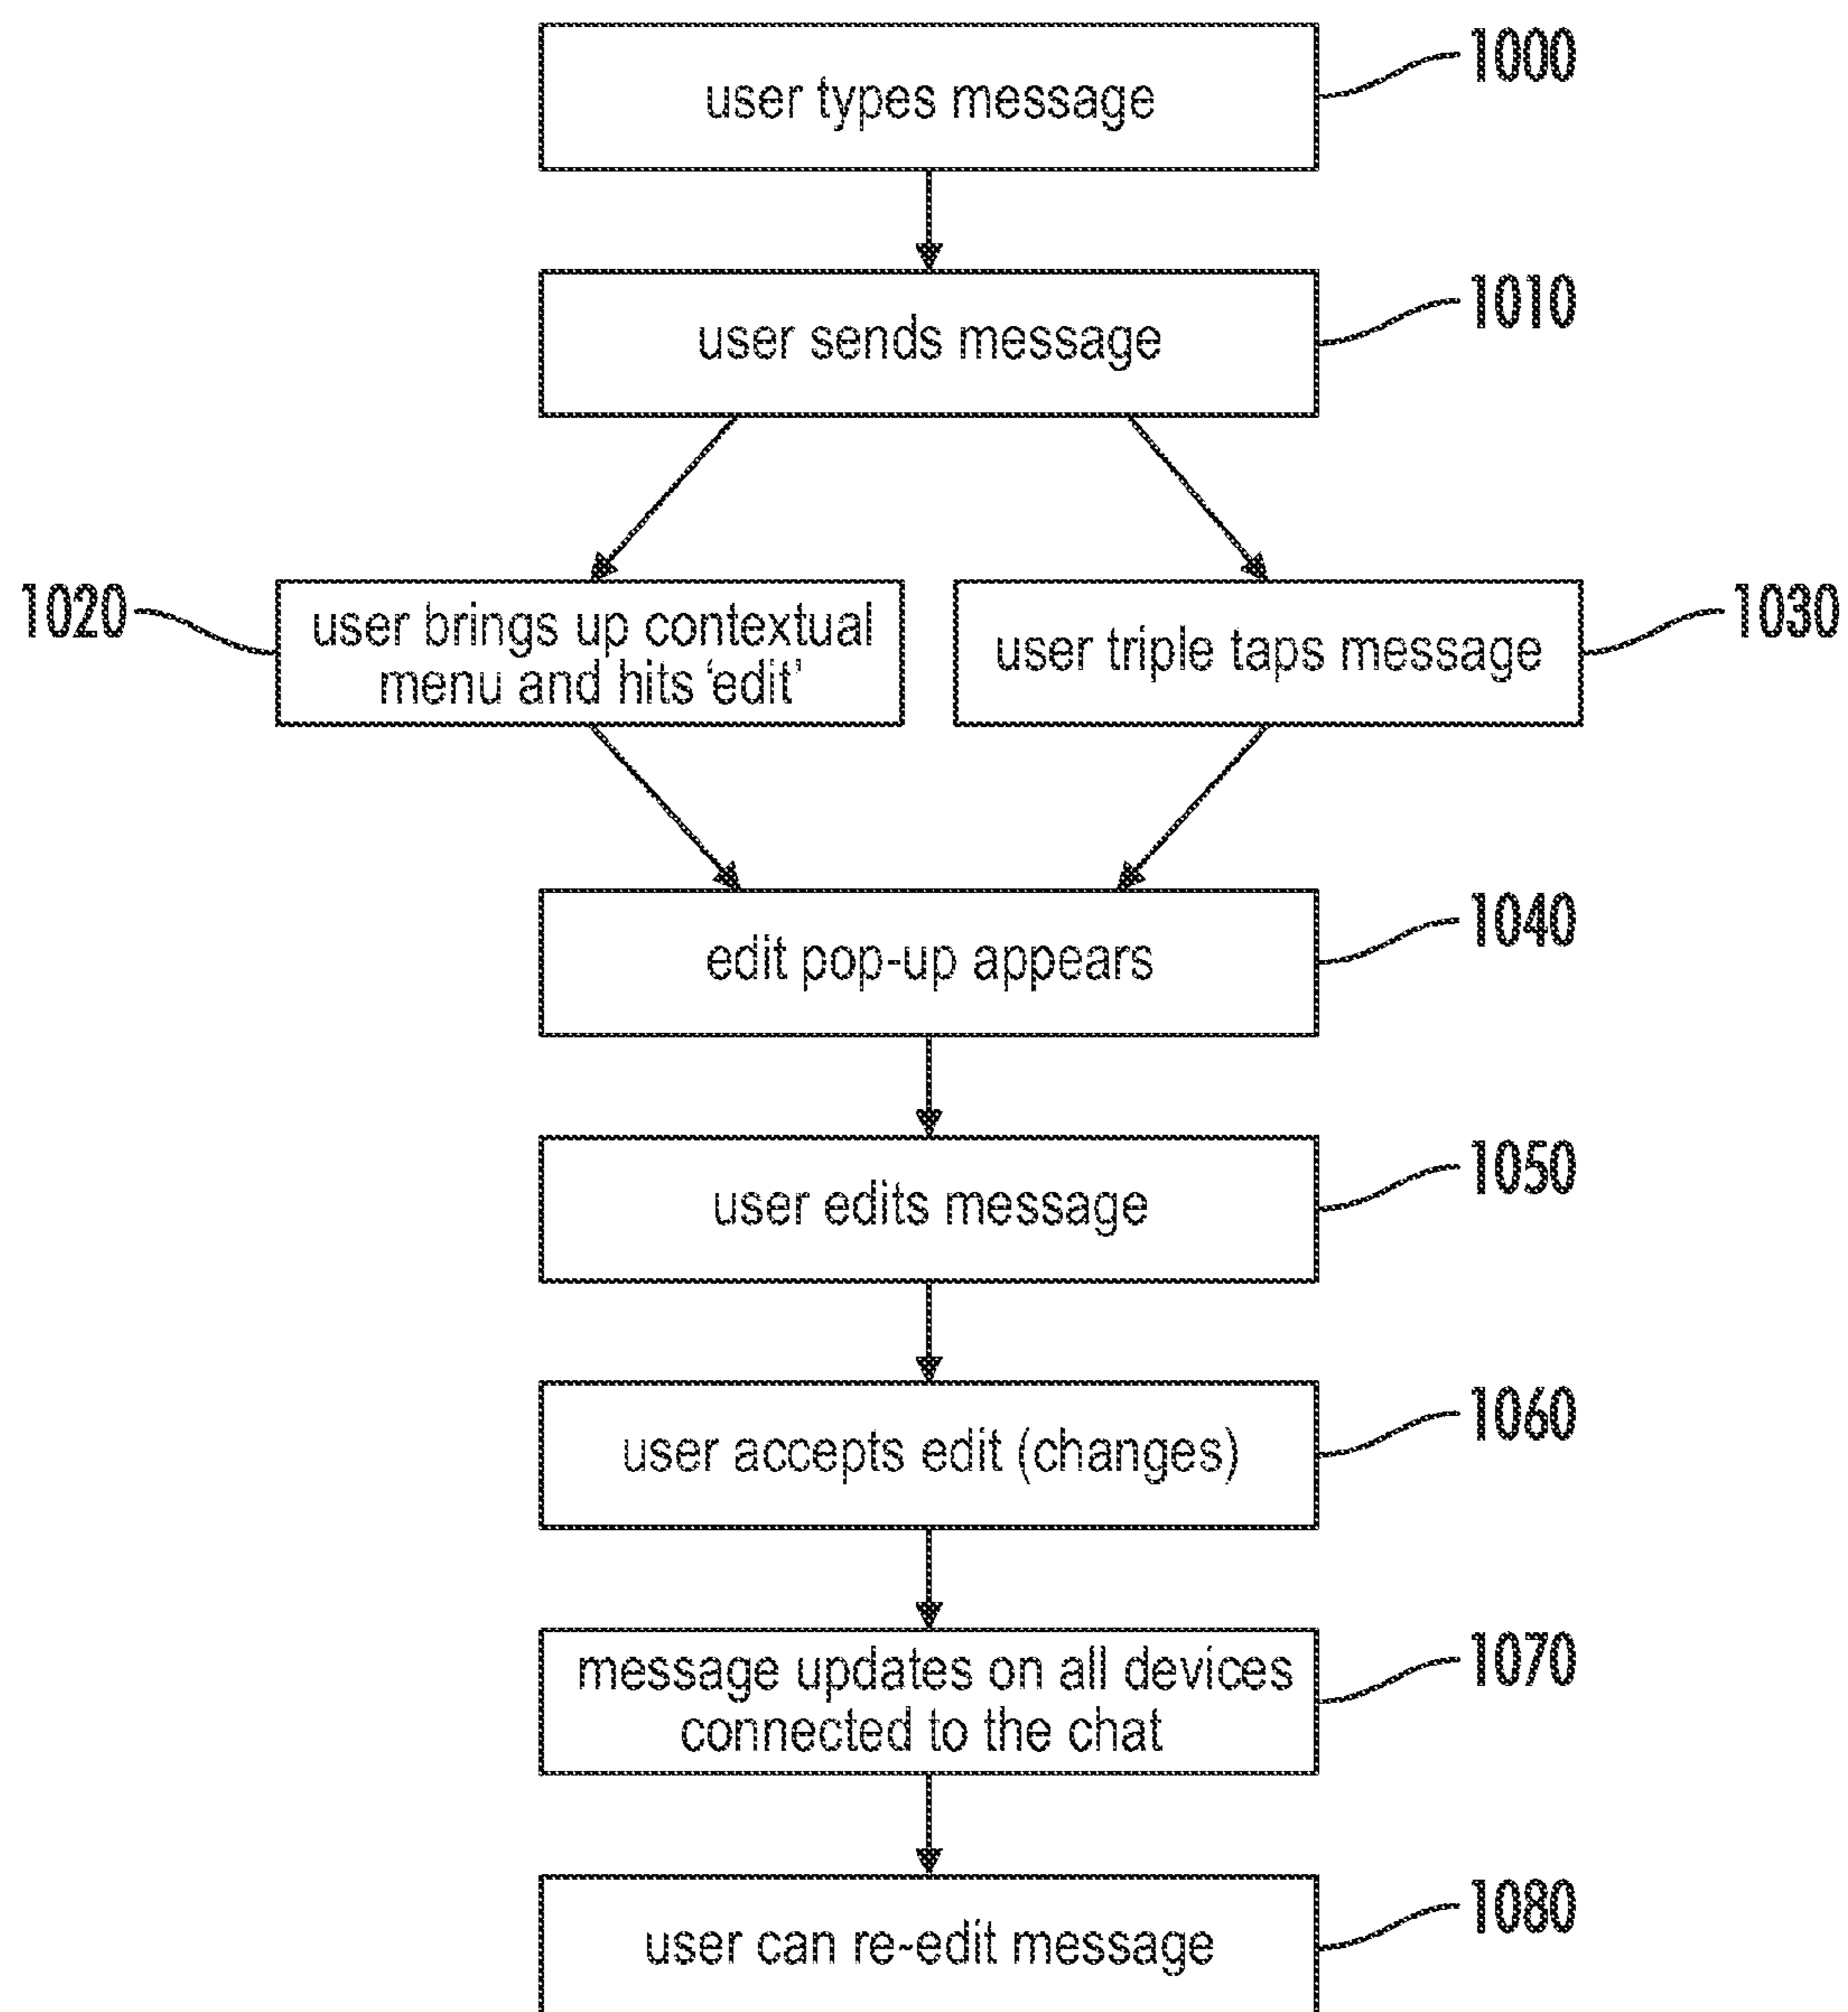 user types message
1000
user sends message
1010
1020
user brings up contextual
menu and hits ‘edit’
user triple taps message
1030
edit pop-up appears
1040
user edits message
1050
user accepts edit (changes)
1060
message updates on all devices
connected to the chat
1070
user can re-edit message
1080